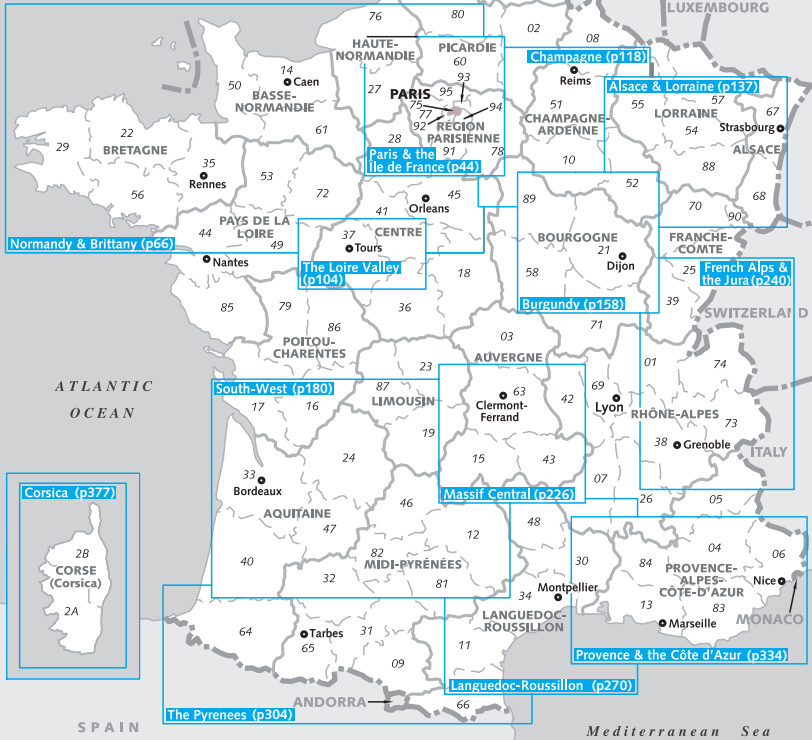 LUXEMBOURG
76
80
02
08
HAUTE-
NORMANDIE
PICARDIE
60
Champagne (p118)
Reims
14
Caen
50
BASSE-
NORMANDIE
27
PARIS
95
93
75
77
92
94
RÉGION
PARISIENNE
28
91
78
Paris & the
Île de France (p44)
61
51
CHAMPAGNE-
ARDENNE
10
Alsace & Lorraine (p137)
55
57
67
LORRAINE
54
Strasbourg
ALSACE
88
68
22
29
BRETAGNE
35
Rennes
56
53
72
45
Orleans
41
89
52
70
90
44
PAYS DE LA
LOIRE
49
37
CENTRE
Tours
Normandy & Brittany (p66)
Nantes
The Loire Valley
(p104)
BOURGOGNE
21
Dijon
58
Burgundy (p158)
FRANCHE-
COMTE
25
French Alps &
the Jura (p240)
39
SWITZERLAND
18
85
79
36
86
71
POITOU-
CHARENTES
03
AUVERGNE
23
01
74
ATLANTIC
OCEAN
South-West (p180)
87
LIMOUSIN
17
16
19
63
Clermont-
Ferrand
42
69
Lyon
RHÔNE-ALPES
73
38
Grenoble
ITALY
15
43
Massif Central (p226)
07
26
05
24
33
Bordeaux
AQUITAINE
47
46
48
12
Corsica (p377)
2B
CORSE
(Corsica)
2A
40
82
MIDI-PYRÉNÉES
32
81
30
84
04
06
PROVENCE-
ALPES-
CÔTE-D'AZUR
Nice
13
83
Marseille
MONACO
Provence & the Côte d'Azur (p334)
34
Montpellier
LANGUEDOC-
ROUSSILLON
11
64
Tarbes
65
31
09
Languedoc-Roussillon (p270)
ANDORRA
66
The Pyrenees (p304)
SPAIN
Mediterranean Sea